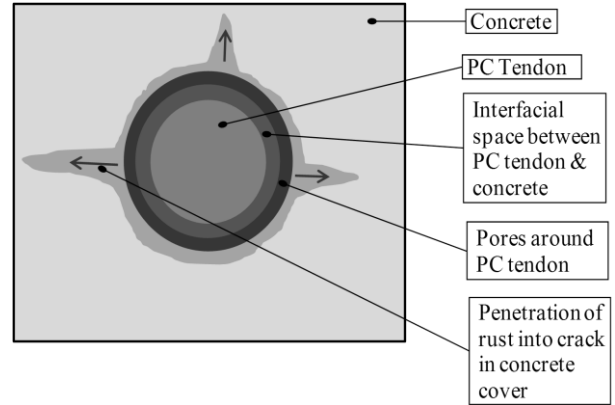 Concrete
PC Tendon
Interfacial
space between
PC tendon &
concrete
Pores around
PC tendon
Penetration of
rust into crack
in concrete
cover